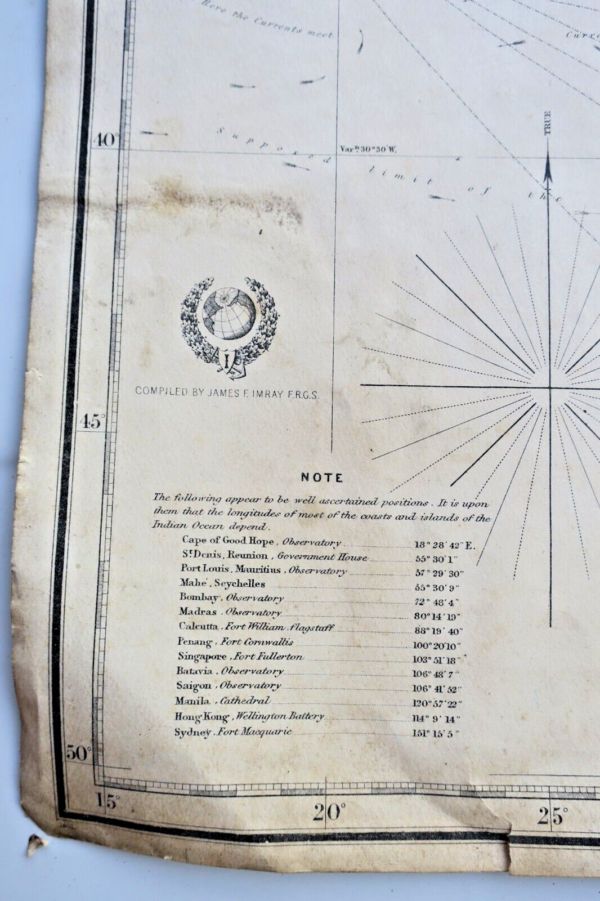 Here the Currents meet
Curre
TRUE
40°
Varn 30°30'W.
Supposed limit of the
COMPILED BY JAMES F. IMRAY F.R.G.S.
45°
NOTE
The following appear to be well ascertained positions. It is upon
them that the longitudes of most of the coasts and islands of the
Indian Ocean depend.
Cape of Good Hope, Observatory 18° 28' 42" E.
St Denis, Reunion, Government House 55° 30' 1"
Port Louis, Mauritius, Observatory 57° 29' 30"
Mahe, Seychelles 55° 30' 9"
Bombay, Observatory 72° 48' 4"
Madras, Observatory 80° 14' 19"
Calcutta, Fort William flagstaff 88° 19' 40"
Penang, Fort Cornwallis 100° 20' 10"
Singapore, Fort Fullerton 103° 51' 18"
Batavia, Observatory 106° 48' 7"
Saigon, Observatory 106° 41' 52"
Manila, Cathedral 120° 57' 22"
Hong Kong, Wellington Battery 114° 9' 14"
Sydney, Fort Macquarie 151° 15' 5"
50°
15° 20° 25°